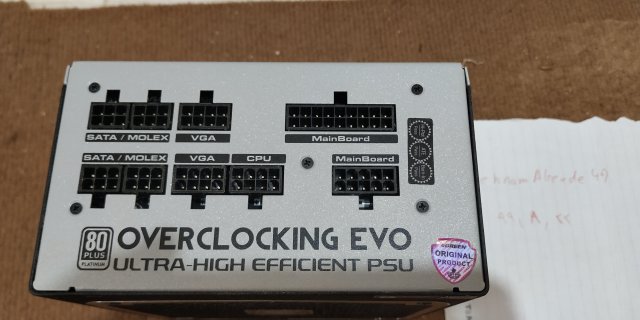 SATA / MOLEX VGA MainBoard
SATA / MOLEX VGA CPU MainBoard
80 PLUS PLATINUM
OVERCLOCKING EVO
ULTRA-HIGH EFFICIENT PSU
GREEN
ORIGINAL
PRODUCT